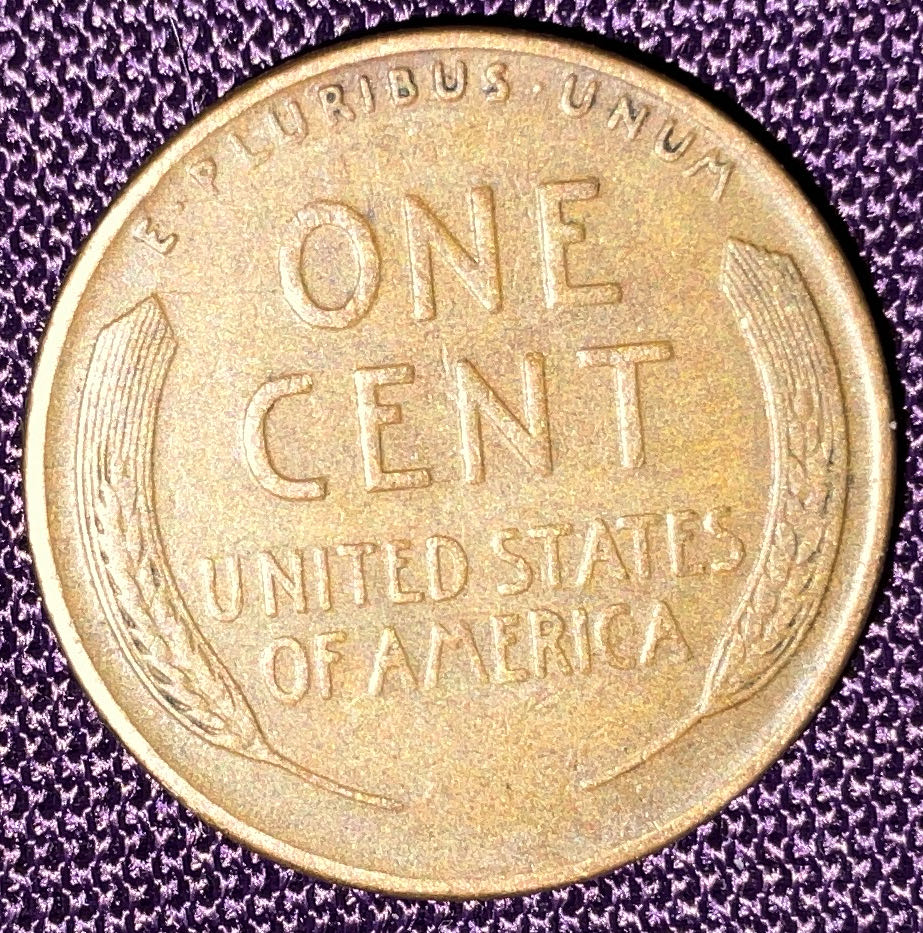 E · PLURIBUS · UNUM
ONE
CENT
UNITED STATES
OF AMERICA